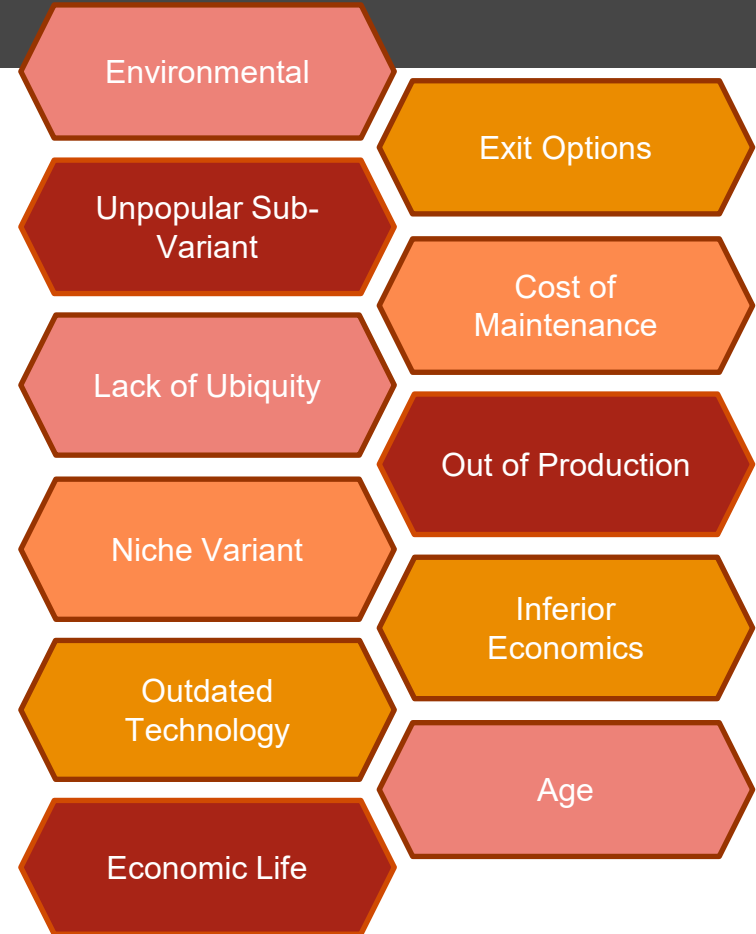 Environmental
Exit Options
Unpopular Sub-
Variant
Cost of
Maintenance
Lack of Ubiquity
Out of Production
Niche Variant
Inferior
Economics
Outdated
Technology
Age
Economic Life